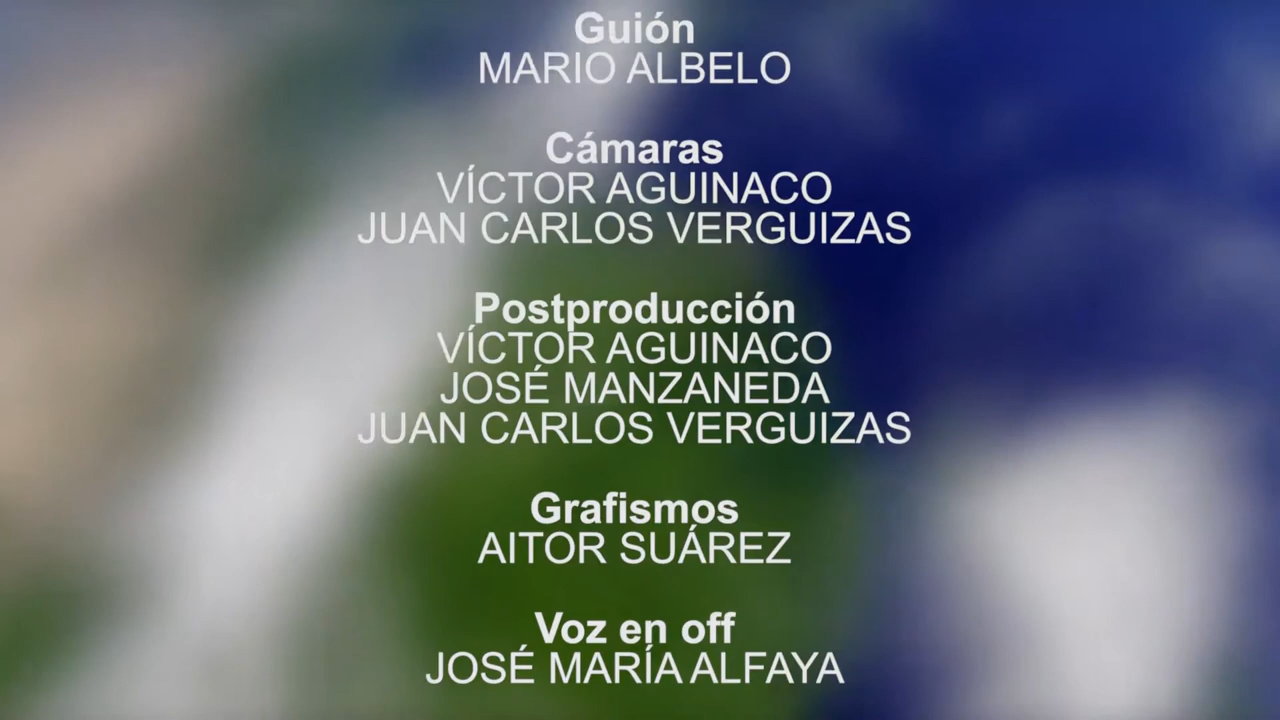 Guión
MARIO ALBELO
Cámaras
VÍCTOR AGUINACO
JUAN CARLOS VERGUIZAS
Postproducción
VÍCTOR AGUINACO
JOSÉ MANZANEDA
JUAN CARLOS VERGUIZAS
Grafismos
AITOR SUÁREZ
Voz en off
JOSÉ MARÍA ALFAYA